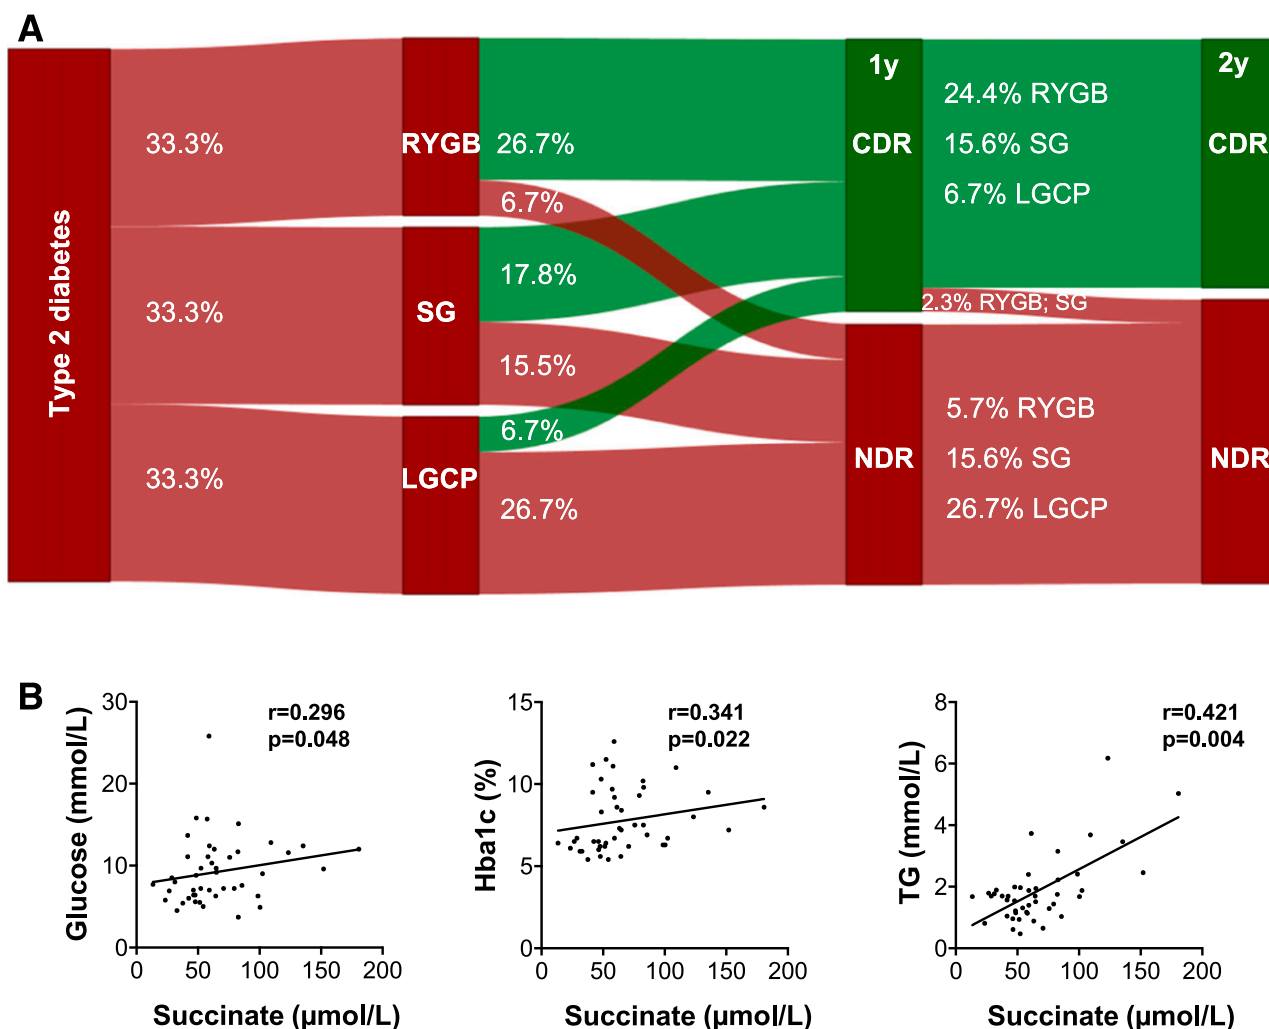 A
Type 2 diabetes
33.3%
33.3%
33.3%
RYGB
SG
LGCP
26.7%
6.7%
17.8%
15.5%
6.7%
26.7%
1y
CDR
NDR
24.4% RYGB
15.6% SG
6.7% LGCP
2.3% RYGB; SG
5.7% RYGB
15.6% SG
26.7% LGCP
2y
CDR
NDR
B
Glucose (mmol/L)
30
20
10
0
r=0.296
p=0.048
0 50 100 150 200
Succinate (µmol/L)
Hba1c (%)
15
10
5
0
r=0.341
p=0.022
0 50 100 150 200
Succinate (µmol/L)
TG (mmol/L)
8
6
4
2
0
r=0.421
p=0.004
0 50 100 150 200
Succinate (µmol/L)